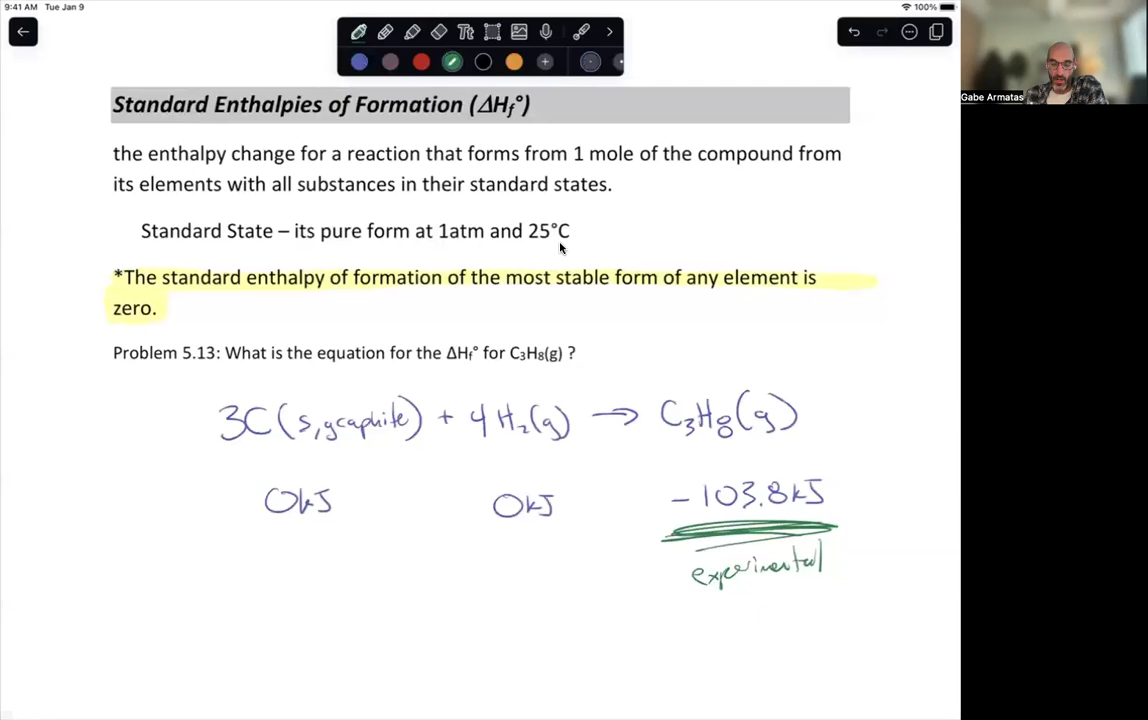 9:41 AM Tue Jan 9
100%
Tt
Gabe Armatas
Standard Enthalpies of Formation (ΔHf°)
the enthalpy change for a reaction that forms from 1 mole of the compound from
its elements with all substances in their standard states.
Standard State – its pure form at 1atm and 25°C
*The standard enthalpy of formation of the most stable form of any element is
zero.
Problem 5.13: What is the equation for the ΔHf° for C₃H₈(g) ?
3C(s,graphite) + 4H₂(g) → C₃H₈(g)
0kJ 0kJ -103.8kJ
experimental